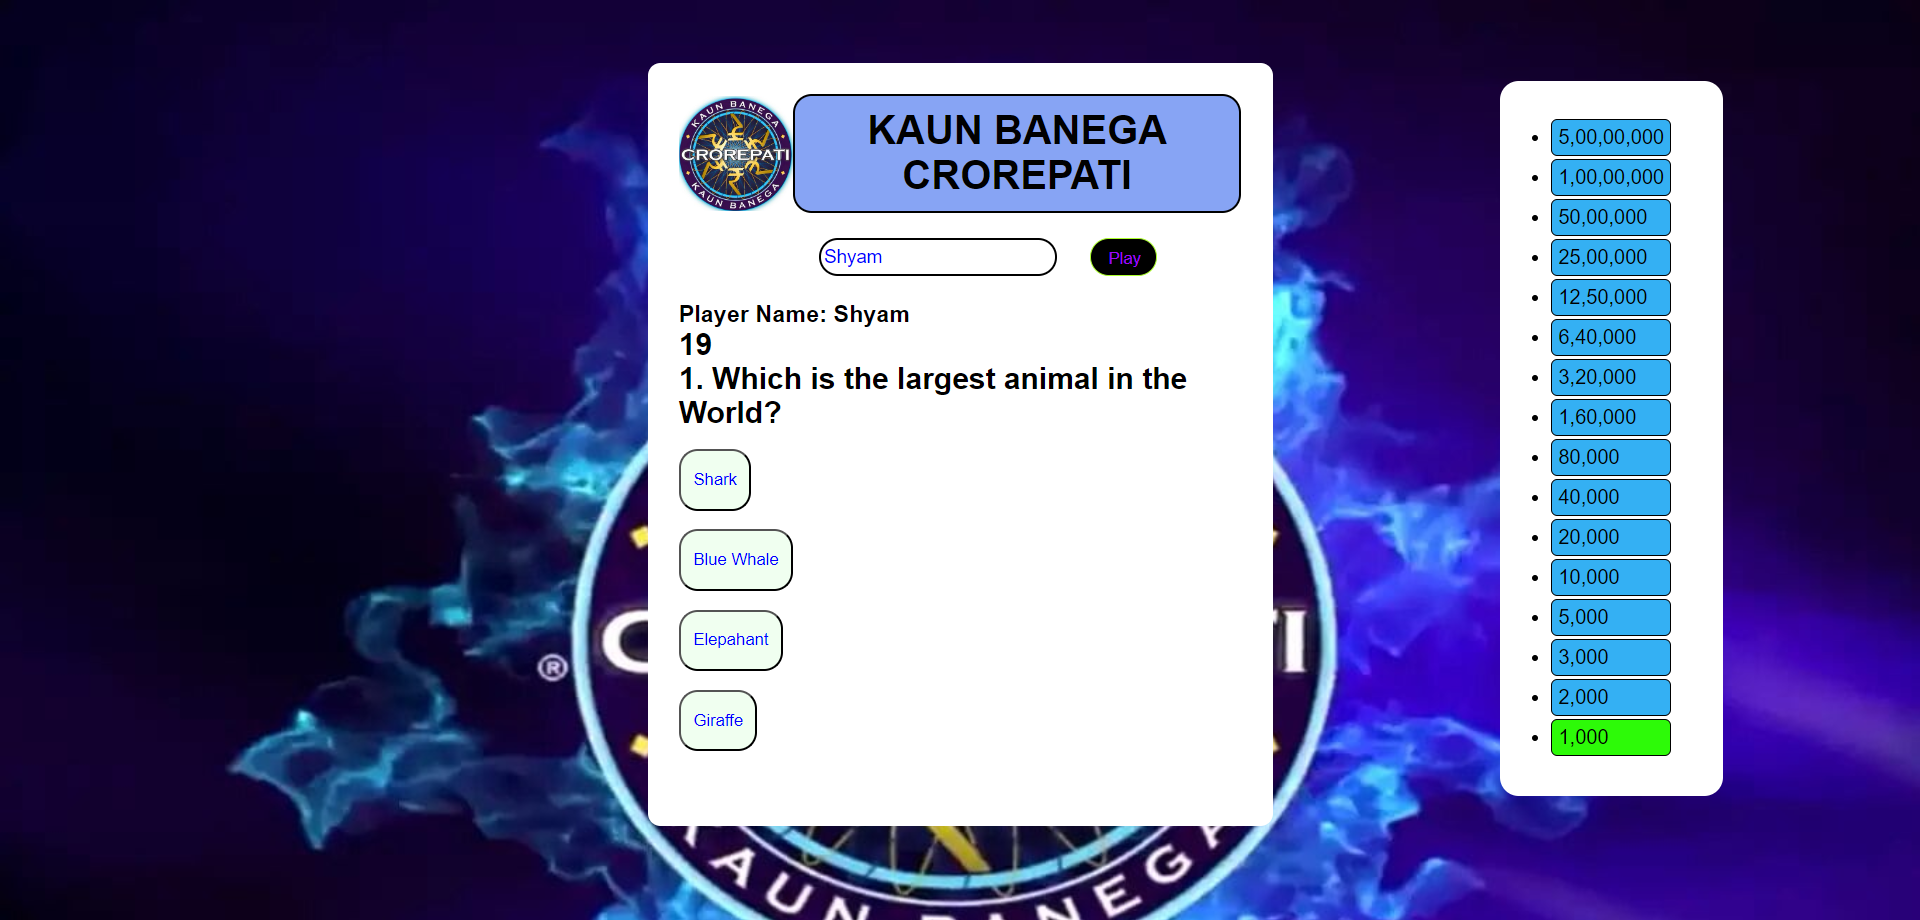 KAUN BANEGA
CROREPATI
KAUN BANEGA
KAUN BANEGA
CROREPATI
Shyam
Play
Player Name: Shyam
19
1. Which is the largest animal in the
World?
Shark
Blue Whale
Elepahant
Giraffe
5,00,00,000
1,00,00,000
50,00,000
25,00,000
12,50,000
6,40,000
3,20,000
1,60,000
80,000
40,000
20,000
10,000
5,000
3,000
2,000
1,000
®
KAUN BANEGA